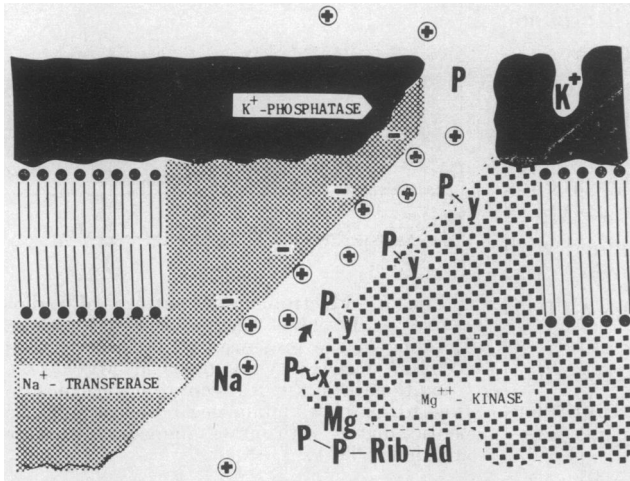 P
K+
K+-PHOSPHATASE
P y
P y
P y
Na+- TRANSFERASE
Na
P~x
Mg++ - KINASE
Mg
P-P-Rib-Ad